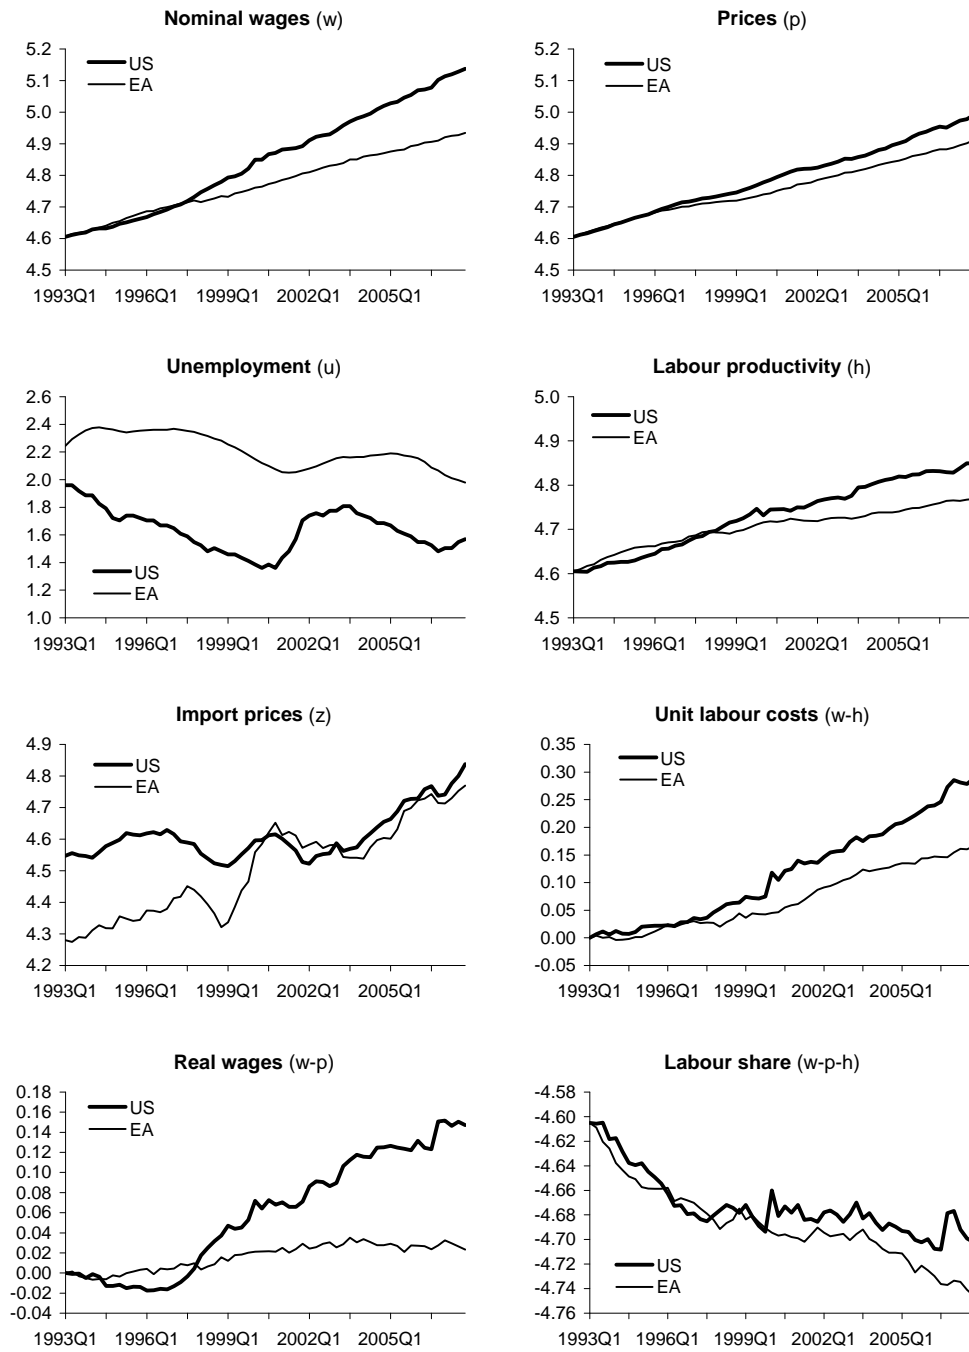 Nominal wages (w)
5.2
5.1
5.0
4.9
4.8
4.7
4.6
4.5
US
EA
1993Q1 1996Q1 1999Q1 2002Q1 2005Q1
Prices (p)
5.2
5.1
5.0
4.9
4.8
4.7
4.6
4.5
US
EA
1993Q1 1996Q1 1999Q1 2002Q1 2005Q1
Unemployment (u)
2.6
2.4
2.2
2.0
1.8
1.6
1.4
1.2
1.0
US
EA
1993Q1 1996Q1 1999Q1 2002Q1 2005Q1
Labour productivity (h)
5.0
4.9
4.8
4.7
4.6
4.5
US
EA
1993Q1 1996Q1 1999Q1 2002Q1 2005Q1
Import prices (z)
4.9
4.8
4.7
4.6
4.5
4.4
4.3
4.2
US
EA
1993Q1 1996Q1 1999Q1 2002Q1 2005Q1
Unit labour costs (w-h)
0.35
0.30
0.25
0.20
0.15
0.10
0.05
0.00
-0.05
US
EA
1993Q1 1996Q1 1999Q1 2002Q1 2005Q1
Real wages (w-p)
0.18
0.16
0.14
0.12
0.10
0.08
0.06
0.04
0.02
0.00
-0.02
-0.04
US
EA
1993Q1 1996Q1 1999Q1 2002Q1 2005Q1
Labour share (w-p-h)
-4.58
-4.60
-4.62
-4.64
-4.66
-4.68
-4.70
-4.72
-4.74
-4.76
US
EA
1993Q1 1996Q1 1999Q1 2002Q1 2005Q1